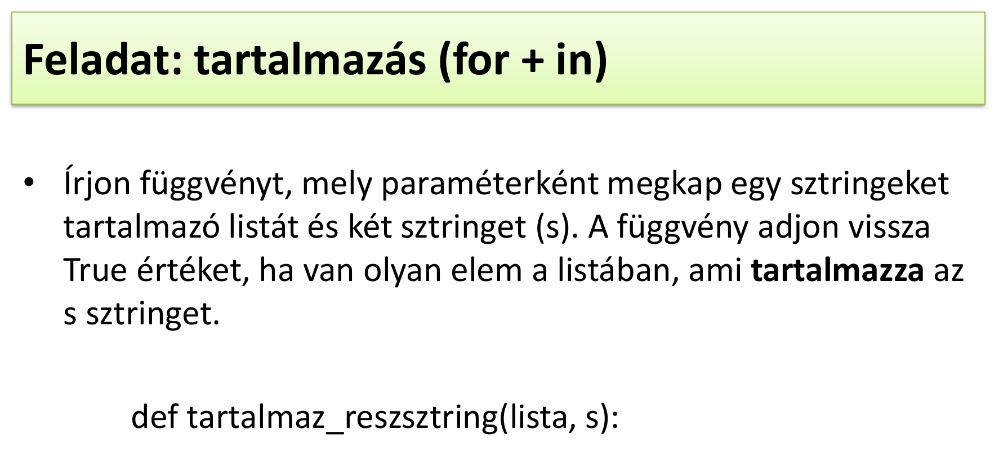 Feladat: tartalmazás (for + in)
• Írjon függvényt, mely paraméterként megkap egy sztringeket
tartalmazó listát és két sztringet (s). A függvény adjon vissza
True értéket, ha van olyan elem a listában, ami tartalmazza az
s sztringet.
def tartalmaz_reszsztring(lista, s):